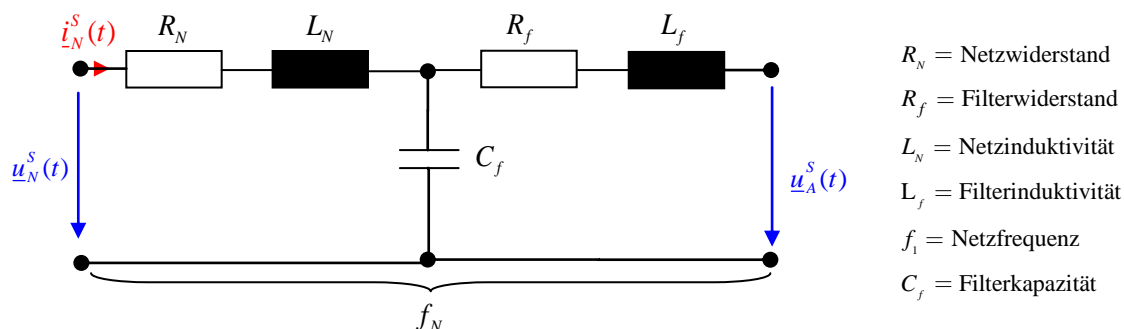 i_N^S(t)
R_N
L_N
R_f
L_f
u_N^S(t)
C_f
u_A^S(t)
f_N
R_N = Netzwiderstand
R_f = Filterwiderstand
L_N = Netzinduktivität
L_f = Filterinduktivität
f_1 = Netzfrequenz
C_f = Filterkapazität